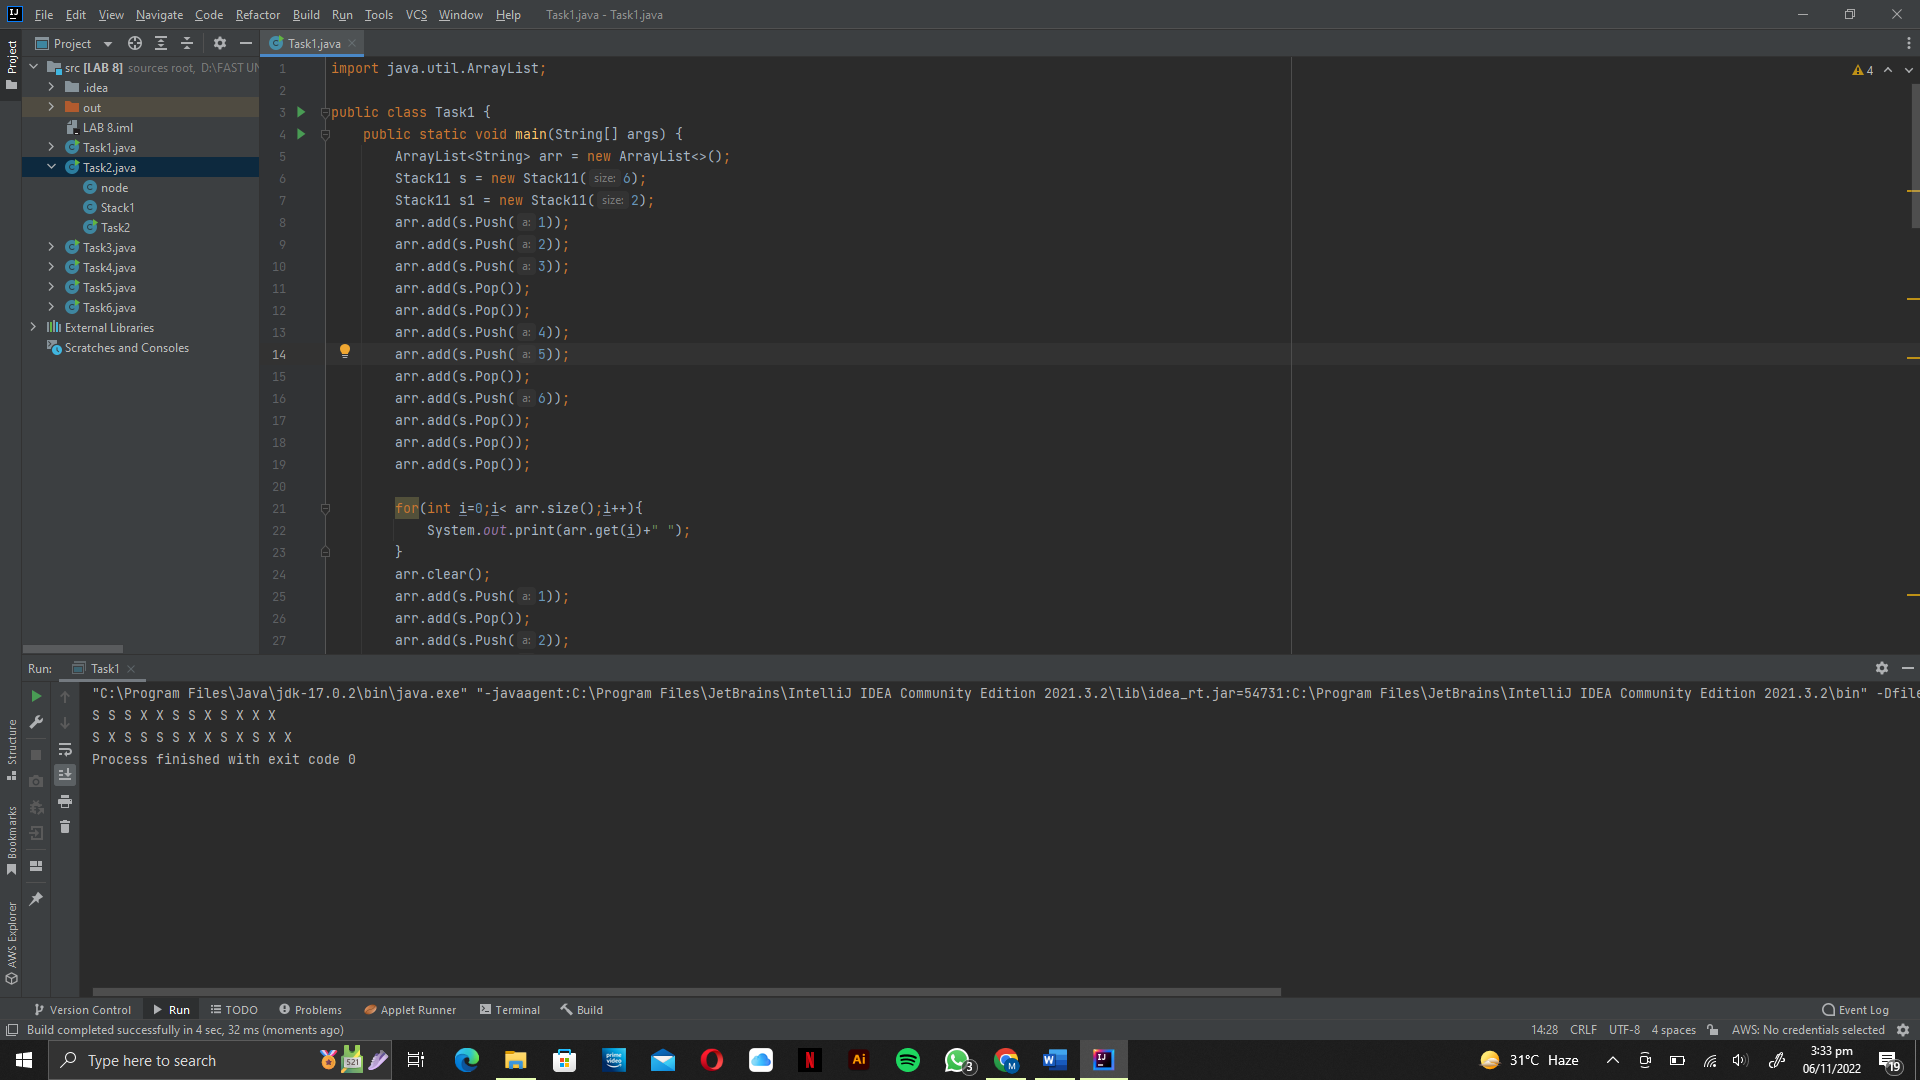 File Edit View Navigate Code Refactor Build Run Tools VCS Window Help Task1.java - Task1.java
Project
Task1.java
src [LAB 8] sources root, D:\FAST UN
.idea
out
LAB 8.iml
Task1.java
Task2.java
node
Stack1
Task2
Task3.java
Task4.java
Task5.java
Task6.java
External Libraries
Scratches and Consoles
Project
Structure
Bookmarks
AWS Explorer
4
1 import java.util.ArrayList;
2
3 public class Task1 {
4 public static void main(String[] args) {
5 ArrayList<String> arr = new ArrayList<>();
6 Stack11 s = new Stack11( size: 6);
7 Stack11 s1 = new Stack11( size: 2);
8 arr.add(s.Push( a: 1));
9 arr.add(s.Push( a: 2));
10 arr.add(s.Push( a: 3));
11 arr.add(s.Pop());
12 arr.add(s.Pop());
13 arr.add(s.Push( a: 4));
14 arr.add(s.Push( a: 5));
15 arr.add(s.Pop());
16 arr.add(s.Push( a: 6));
17 arr.add(s.Pop());
18 arr.add(s.Pop());
19 arr.add(s.Pop());
20
21 for(int i=0;i< arr.size();i++){
22 System.out.print(arr.get(i)+" ");
23 }
24 arr.clear();
25 arr.add(s.Push( a: 1));
26 arr.add(s.Pop());
27 arr.add(s.Push( a: 2));
Run: Task1
"C:\Program Files\Java\jdk-17.0.2\bin\java.exe" "-javaagent:C:\Program Files\JetBrains\IntelliJ IDEA Community Edition 2021.3.2\lib\idea_rt.jar=54731:C:\Program Files\JetBrains\IntelliJ IDEA Community Edition 2021.3.2\bin" -Dfile
S S S X X S S X S X X X
S X S S S S X X S X S X X
Process finished with exit code 0
Version Control Run TODO Problems Applet Runner Terminal Build Event Log
Build completed successfully in 4 sec, 32 ms (moments ago) 14:28 CRLF UTF-8 4 spaces AWS: No credentials selected
Type here to search
521
prime video
N
Ai
3
M
W
IJ
31°C Haze
3:33 pm
06/11/2022
19